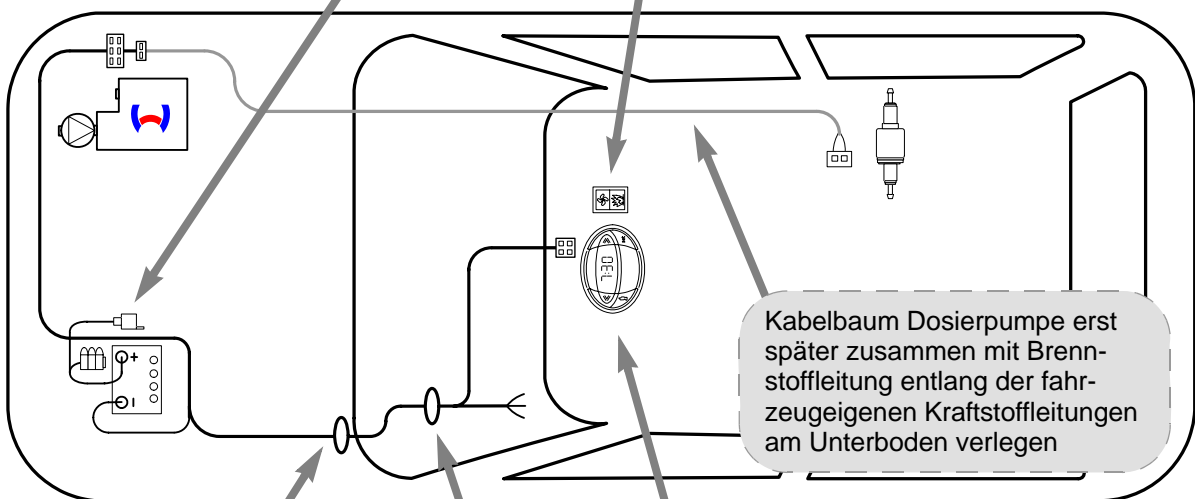 Kabelbaum Dosierpumpe erst
später zusammen mit Brenn-
stoffleitung entlang der fahr-
zeugeigenen Kraftstoffleitungen
am Unterboden verlegen
+